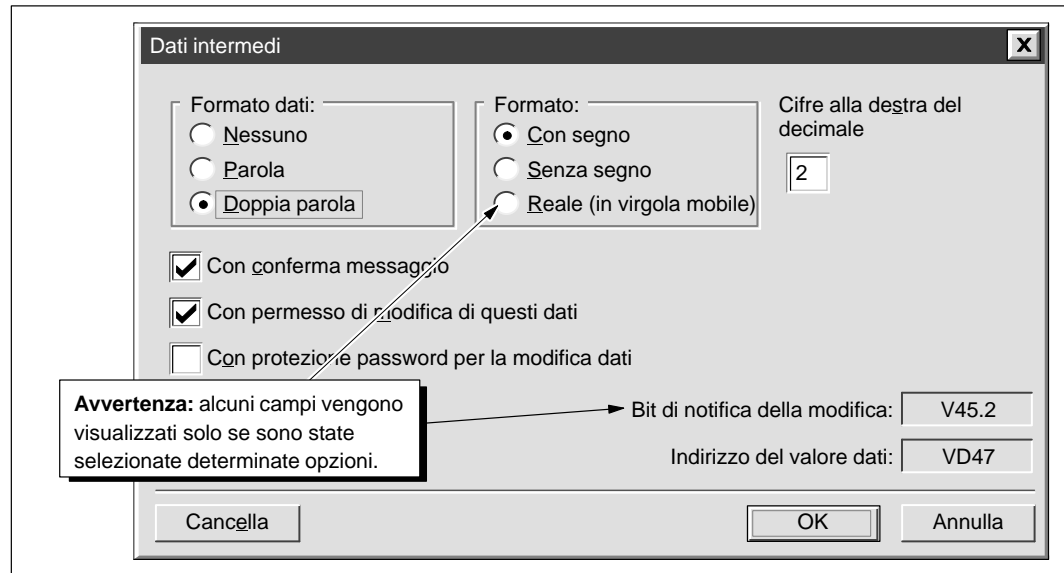 Dati intermedi
X
Formato dati:
Nessuno
Parola
Doppia parola
Formato:
Con segno
Senza segno
Reale (in virgola mobile)
Cifre alla destra del
decimale
2
Con conferma messaggio
Con permesso di modifica di questi dati
Con protezione password per la modifica dati
Avvertenza: alcuni campi vengono
visualizzati solo se sono state
selezionate determinate opzioni.
Bit di notifica della modifica: V45.2
Indirizzo del valore dati: VD47
Cancella
OK
Annulla